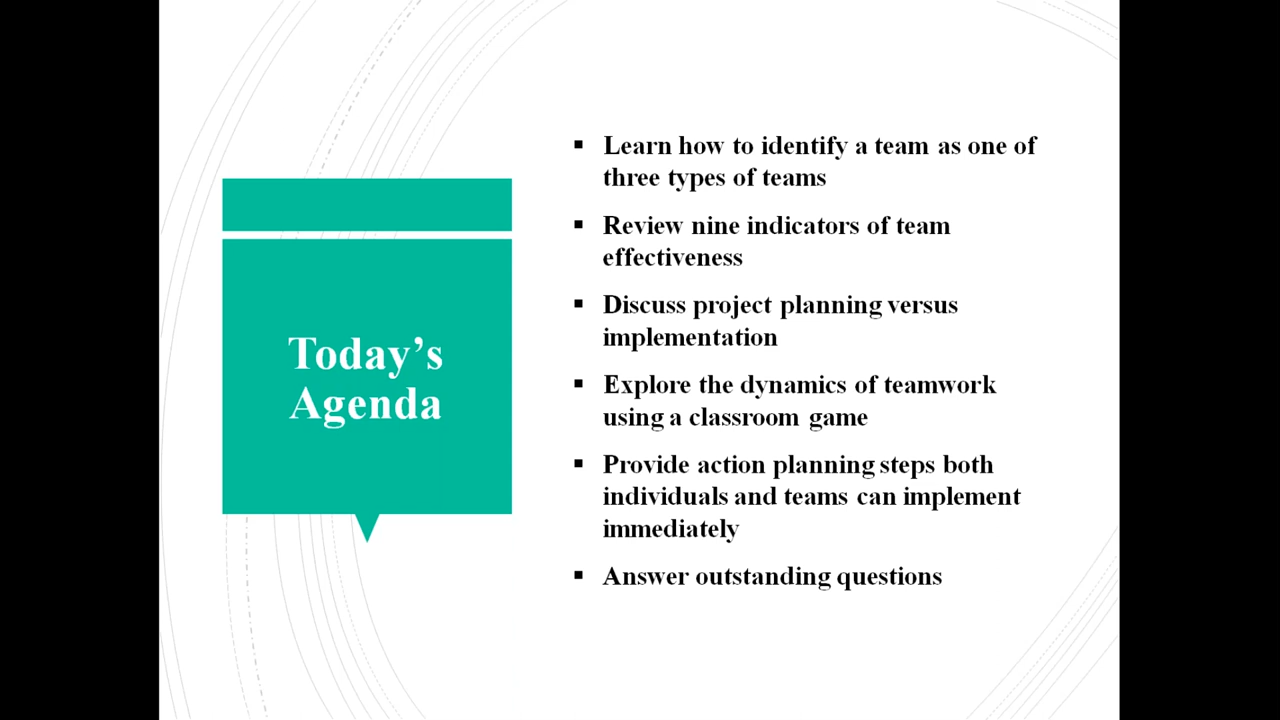 Today’s
Agenda
▪ Learn how to identify a team as one of
three types of teams
▪ Review nine indicators of team
effectiveness
▪ Discuss project planning versus
implementation
▪ Explore the dynamics of teamwork
using a classroom game
▪ Provide action planning steps both
individuals and teams can implement
immediately
▪ Answer outstanding questions